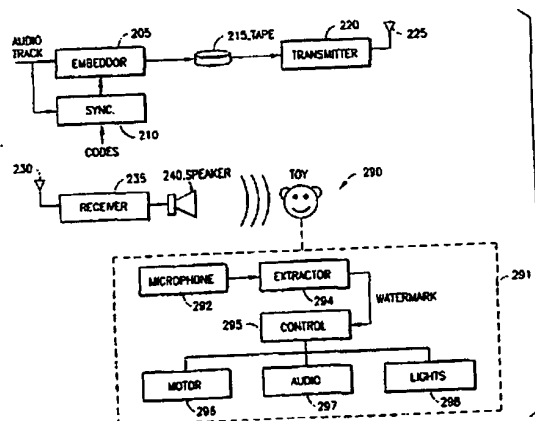 AUDIO TRACK
205
EMBEDDOR
215, TAPE
220
TRANSMITTER
225
SYNC.
210
CODES
230
235
RECEIVER
240, SPEAKER
TOY
290
291
MICROPHONE
292
EXTRACTOR
294
WATERMARK
295
CONTROL
MOTOR
296
AUDIO
297
LIGHTS
298